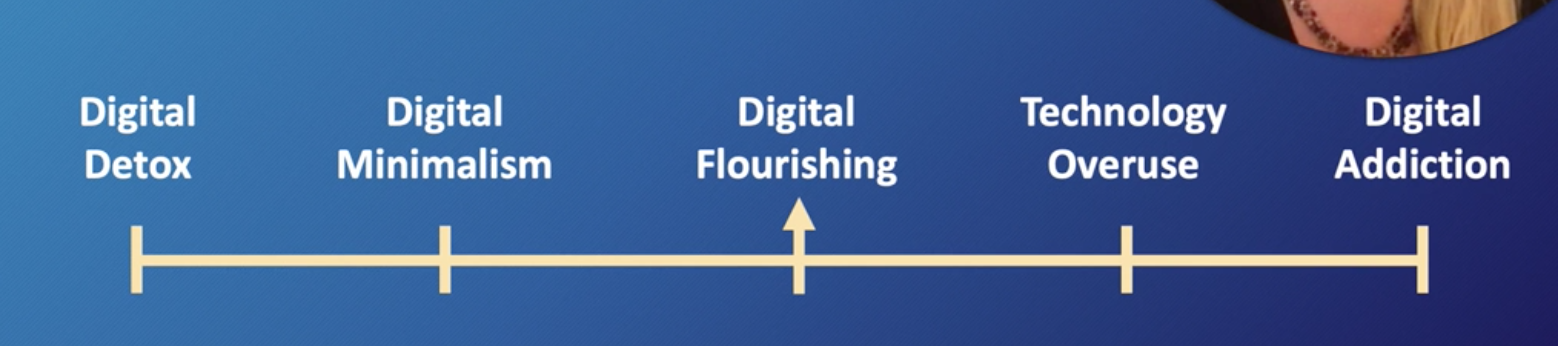 Digital
Detox
Digital
Minimalism
Digital
Flourishing
Technology
Overuse
Digital
Addiction